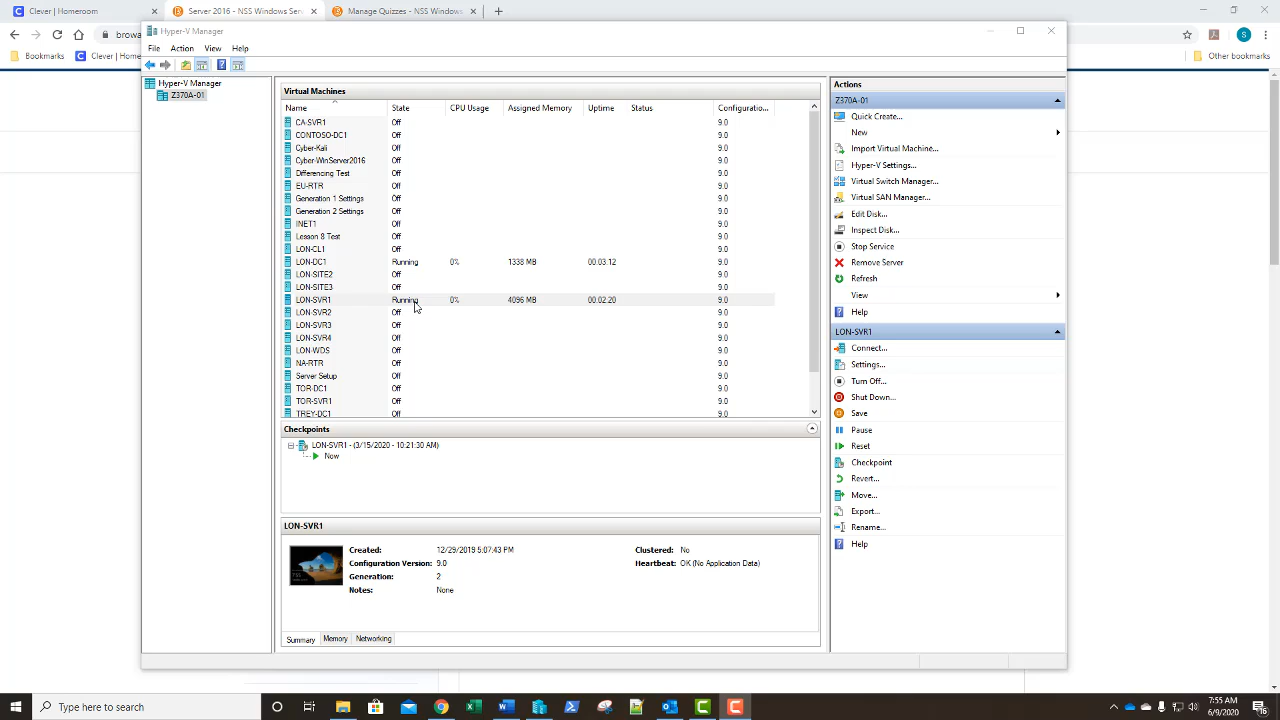 Clever | Homeroom
Server 2016 - NSS Windows Serv
Manage Quizzes - NSS Windows
Hyper-V Manager
browa
S
File Action View Help
Bookmarks
Clever | Home
Other bookmarks
Hyper-V Manager
Z370A-01
Virtual Machines
Name State CPU Usage Assigned Memory Uptime Status Configuratio...
CA-SVR1 Off 9.0
CONTOSO-DC1 Off 9.0
Cyber-Kali Off 9.0
Cyber-WinServer2016 Off 9.0
Differencing Test Off 9.0
EU-RTR Off 9.0
Generation 1 Settings Off 9.0
Generation 2 Settings Off 9.0
INET1 Off 9.0
Lesson 8 Test Off 9.0
LON-CL1 Off 9.0
LON-DC1 Running 0% 1338 MB 00:03:12 9.0
LON-SITE2 Off 9.0
LON-SITE3 Off 9.0
LON-SVR1 Running 0% 4096 MB 00:02:20 9.0
LON-SVR2 Off 9.0
LON-SVR3 Off 9.0
LON-SVR4 Off 9.0
LON-WDS Off 9.0
NA-RTR Off 9.0
Server Setup Off 9.0
TOR-DC1 Off 9.0
TOR-SVR1 Off 9.0
TREY-DC1 Off 9.0
Checkpoints
LON-SVR1 - (3/15/2020 - 10:21:30 AM)
Now
LON-SVR1
Created: 12/29/2019 5:07:43 PM Clustered: No
Configuration Version: 9.0 Heartbeat: OK (No Application Data)
Generation: 2
Notes: None
Summary Memory Networking
Actions
Z370A-01
Quick Create...
New
Import Virtual Machine...
Hyper-V Settings...
Virtual Switch Manager...
Virtual SAN Manager...
Edit Disk...
Inspect Disk...
Stop Service
Remove Server
Refresh
View
Help
LON-SVR1
Connect...
Settings...
Turn Off...
Shut Down...
Save
Pause
Reset
Checkpoint
Revert...
Move...
Export...
Rename...
Help
Type here to search
7:55 AM
6/9/2020